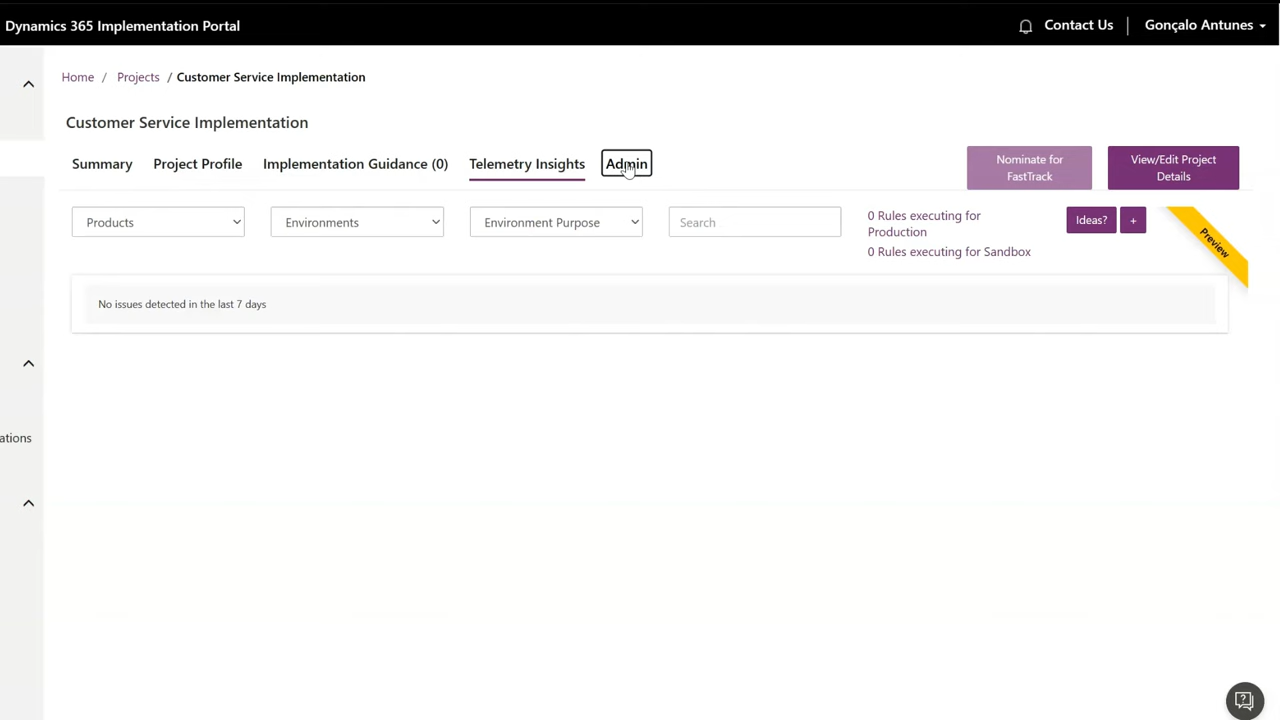 Dynamics 365 Implementation Portal
Contact Us
Gonçalo Antunes
Home / Projects / Customer Service Implementation
Customer Service Implementation
Summary
Project Profile
Implementation Guidance (0)
Telemetry Insights
Admin
Nominate for
FastTrack
View/Edit Project
Details
Products
Environments
Environment Purpose
Search
0 Rules executing for
Production
0 Rules executing for Sandbox
Ideas?
+
Preview
No issues detected in the last 7 days
ations